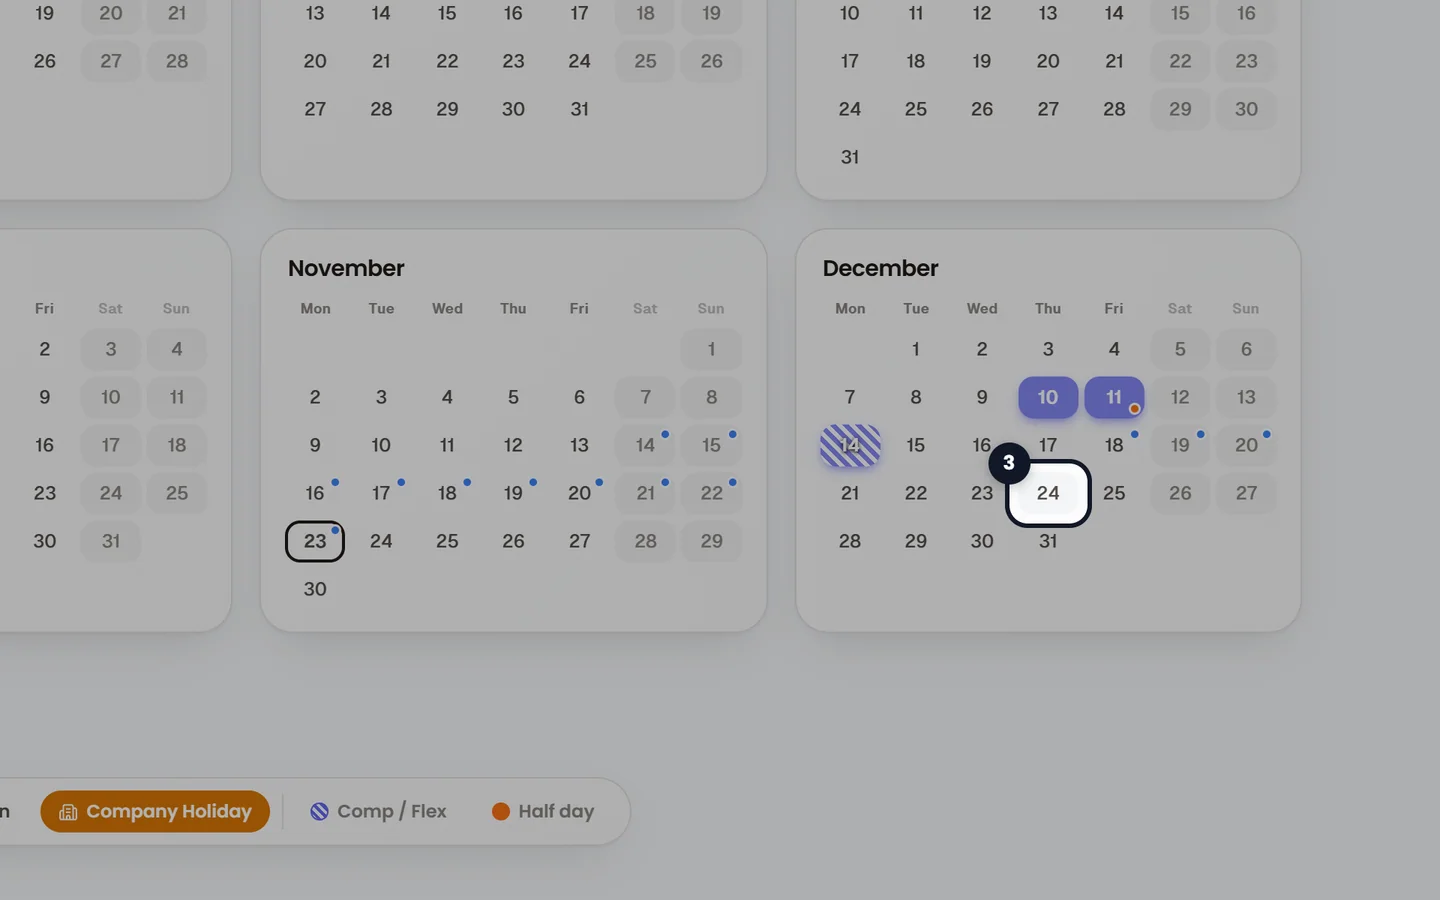 19 20 21
26 27 28
13 14 15 16 17 18 19
20 21 22 23 24 25 26
27 28 29 30 31
10 11 12 13 14 15 16
17 18 19 20 21 22 23
24 25 26 27 28 29 30
31
Fri Sat Sun
2 3 4
9 10 11
16 17 18
23 24 25
30 31
November
Mon Tue Wed Thu Fri Sat Sun
1
2 3 4 5 6 7 8
9 10 11 12 13 14 15
16 17 18 19 20 21 22
23 24 25 26 27 28 29
30
December
Mon Tue Wed Thu Fri Sat Sun
1 2 3 4 5 6
7 8 9 10 11 12 13
14 15 16 17 18 19 20
3
21 22 23 24 25 26 27
28 29 30 31
n Company Holiday Comp / Flex Half day